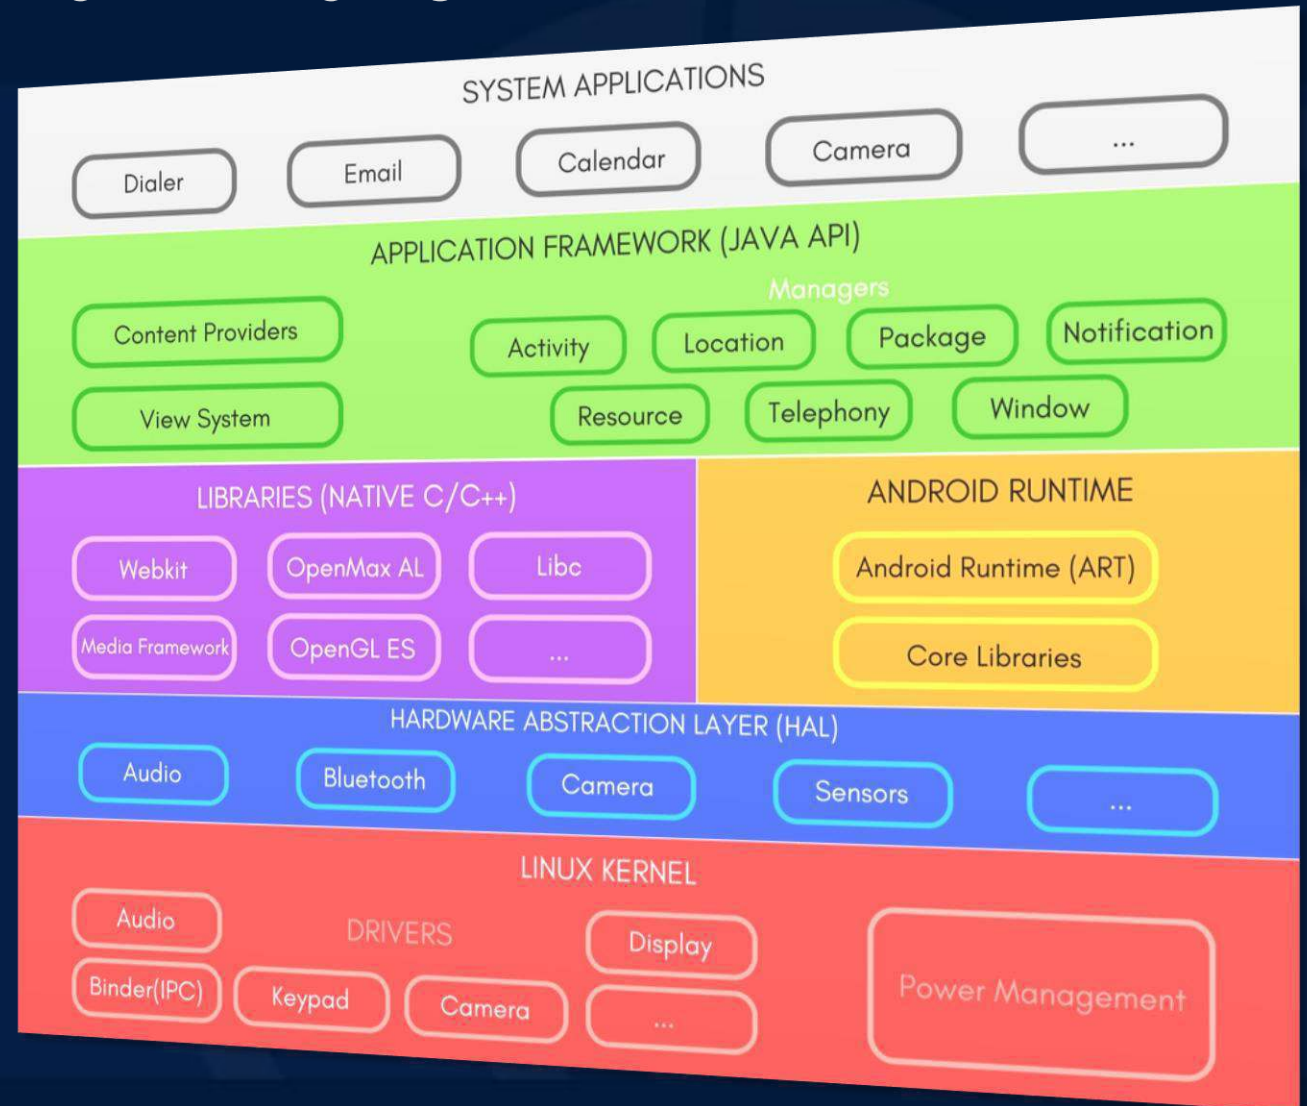 SYSTEM APPLICATIONS
Dialer
Email
Calendar
Camera
...
APPLICATION FRAMEWORK (JAVA API)
Managers
Content Providers
Activity
Location
Package
Notification
View System
Resource
Telephony
Window
LIBRARIES (NATIVE C/C++)
Webkit
OpenMax AL
Libc
Media Framework
OpenGL ES
...
ANDROID RUNTIME
Android Runtime (ART)
Core Libraries
HARDWARE ABSTRACTION LAYER (HAL)
Audio
Bluetooth
Camera
Sensors
...
LINUX KERNEL
Audio
DRIVERS
Display
Binder(IPC)
Keypad
Camera
...
Power Management